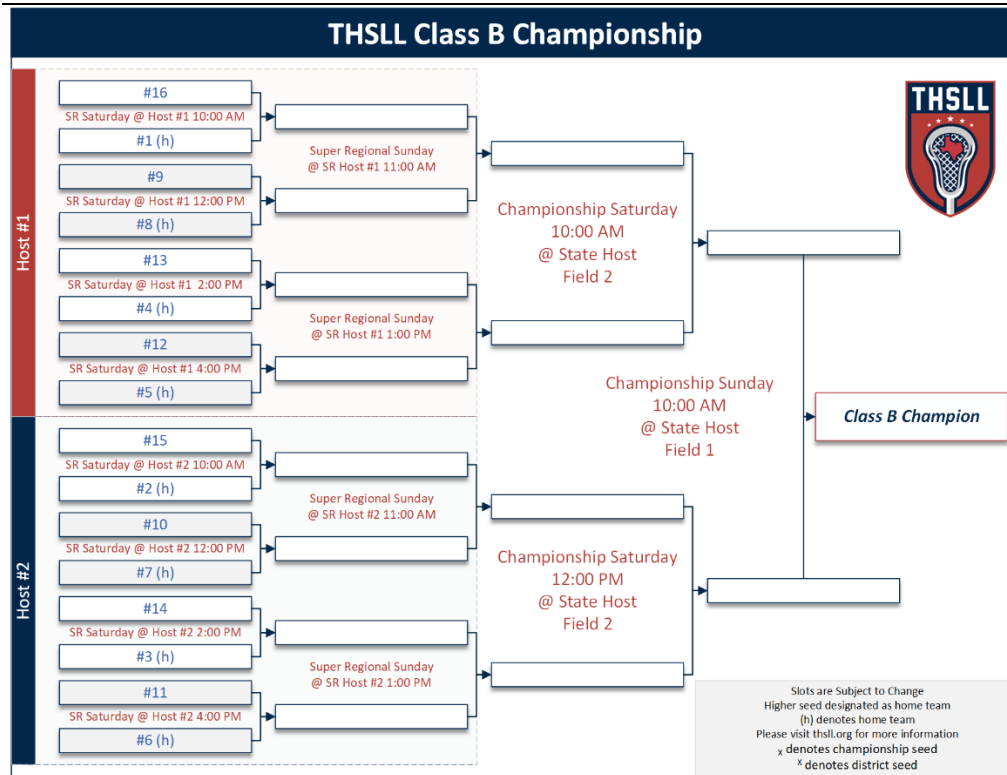 THSLL Class B Championship
THSLL
Host #1
#16
SR Saturday @ Host #1 10:00 AM
#1 (h)
#9
SR Saturday @ Host #1 12:00 PM
#8 (h)
#13
SR Saturday @ Host #1 2:00 PM
#4 (h)
#12
SR Saturday @ Host #1 4:00 PM
#5 (h)
Super Regional Sunday
@ SR Host #1 11:00 AM
Super Regional Sunday
@ SR Host #1 1:00 PM
Championship Saturday
10:00 AM
@ State Host
Field 2
Host #2
#15
SR Saturday @ Host #2 10:00 AM
#2 (h)
#10
SR Saturday @ Host #2 12:00 PM
#7 (h)
#14
SR Saturday @ Host #2 2:00 PM
#3 (h)
#11
SR Saturday @ Host #2 4:00 PM
#6 (h)
Super Regional Sunday
@ SR Host #2 11:00 AM
Super Regional Sunday
@ SR Host #2 1:00 PM
Championship Saturday
12:00 PM
@ State Host
Field 2
Championship Sunday
10:00 AM
@ State Host
Field 1
Class B Champion
Slots are Subject to Change
Higher seed designated as home team
(h) denotes home team
Please visit thsll.org for more information
x denotes championship seed
x denotes district seed